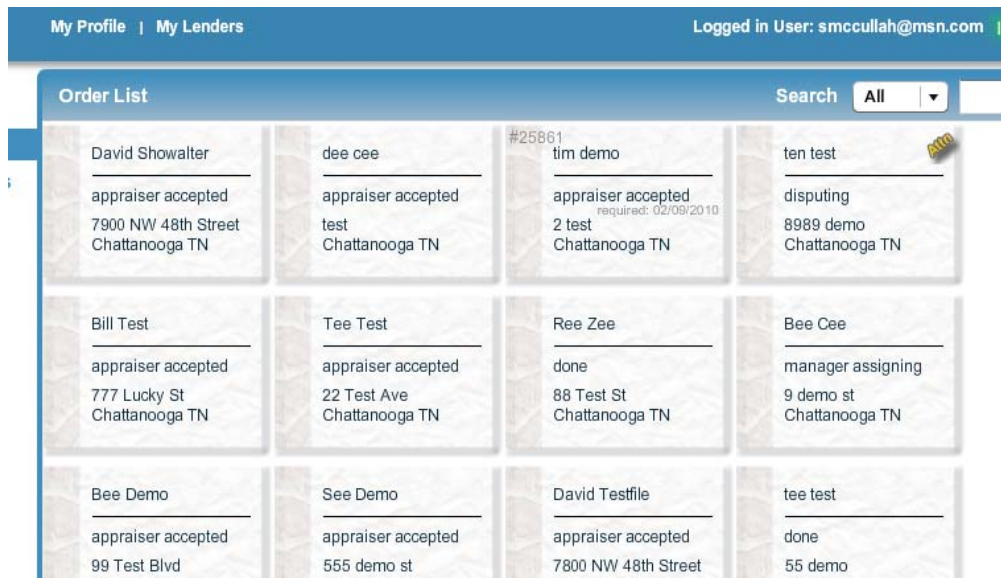 My Profile | My Lenders
Logged in User: smccullah@msn.com |
Order List
Search All
David Showalter
appraiser accepted
7900 NW 48th Street
Chattanooga TN
dee cee
appraiser accepted
test
Chattanooga TN
#25861
tim demo
appraiser accepted
required: 02/09/2010
2 test
Chattanooga TN
ten test
Attn
disputing
8989 demo
Chattanooga TN
Bill Test
appraiser accepted
777 Lucky St
Chattanooga TN
Tee Test
appraiser accepted
22 Test Ave
Chattanooga TN
Ree Zee
done
88 Test St
Chattanooga TN
Bee Cee
manager assigning
9 demo st
Chattanooga TN
Bee Demo
appraiser accepted
99 Test Blvd
See Demo
appraiser accepted
555 demo st
David Testfile
appraiser accepted
7800 NW 48th Street
tee test
done
55 demo